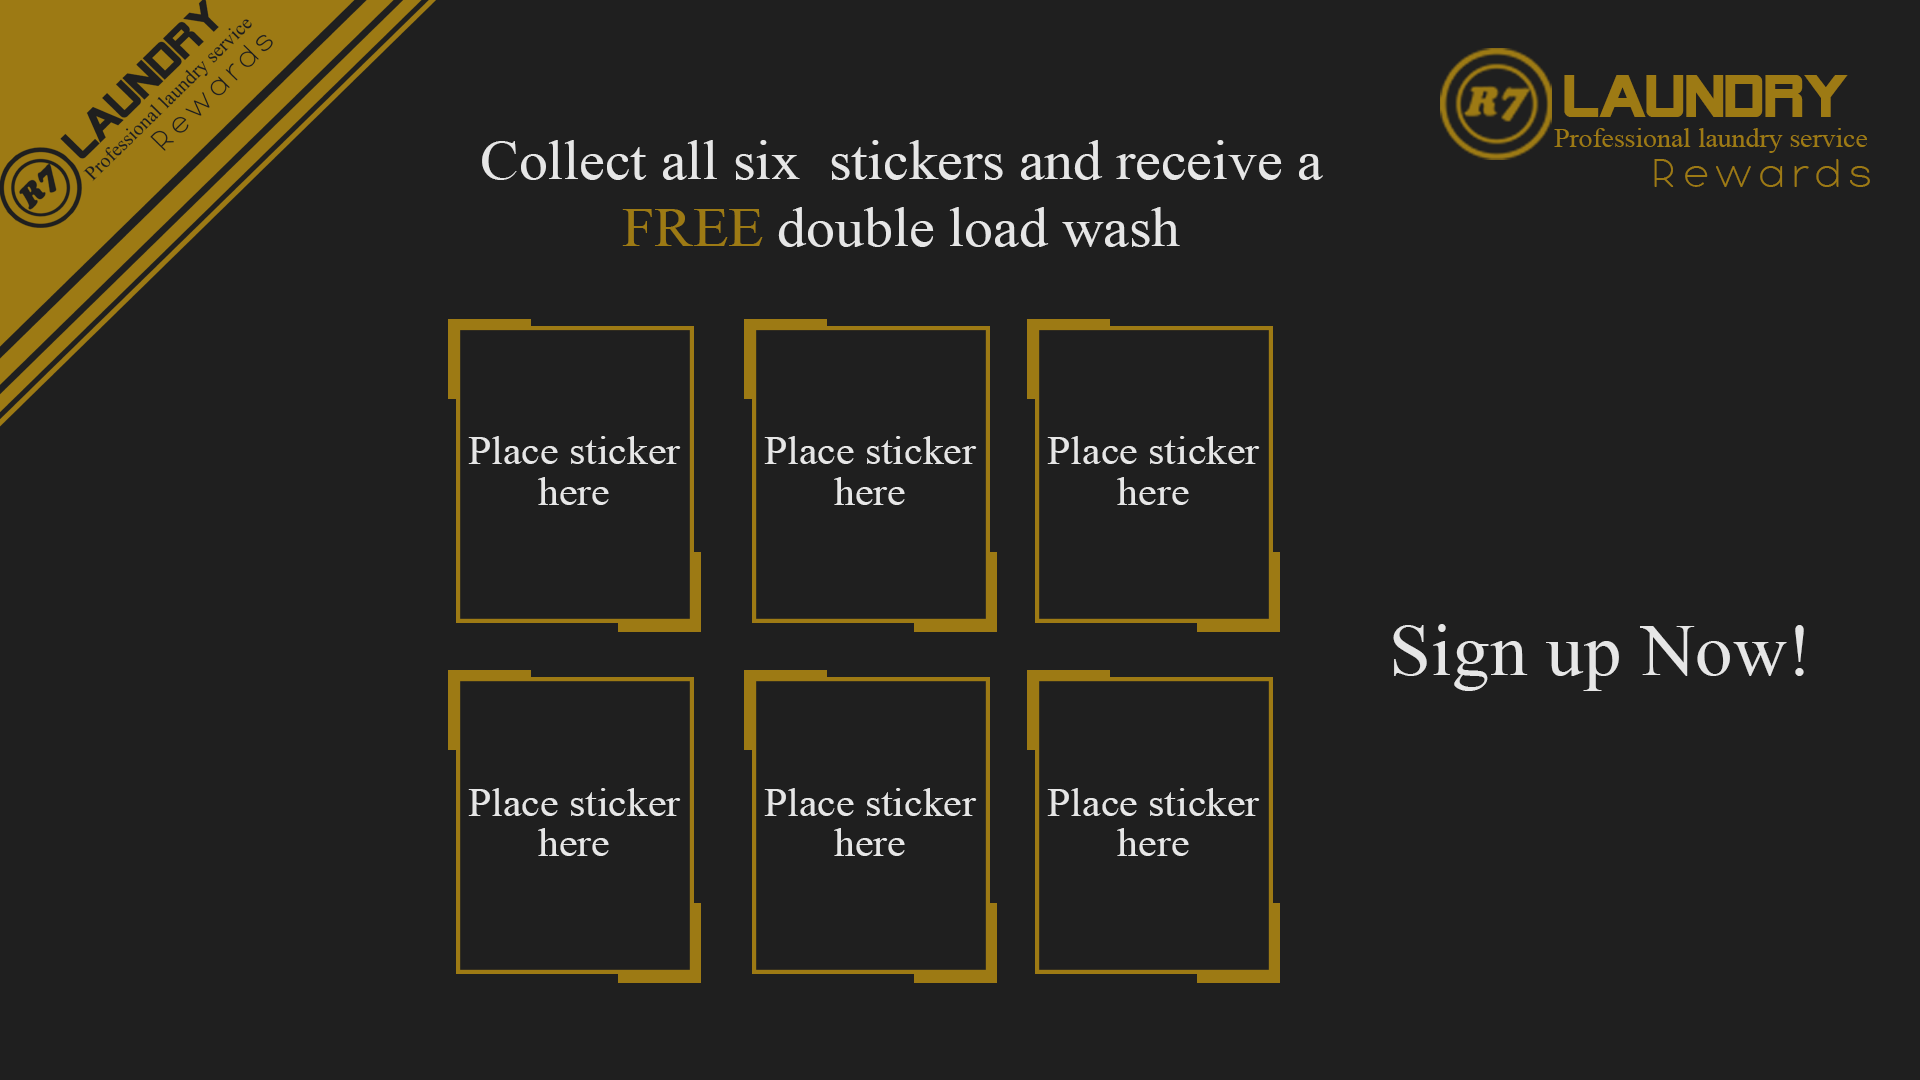 R7 LAUNDRY
Professional laundry service
Rewards
R7 LAUNDRY
Professional laundry service
Rewards
Collect all six  stickers and receive a
FREE double load wash
Place sticker
here
Place sticker
here
Place sticker
here
Sign up Now!
Place sticker
here
Place sticker
here
Place sticker
here